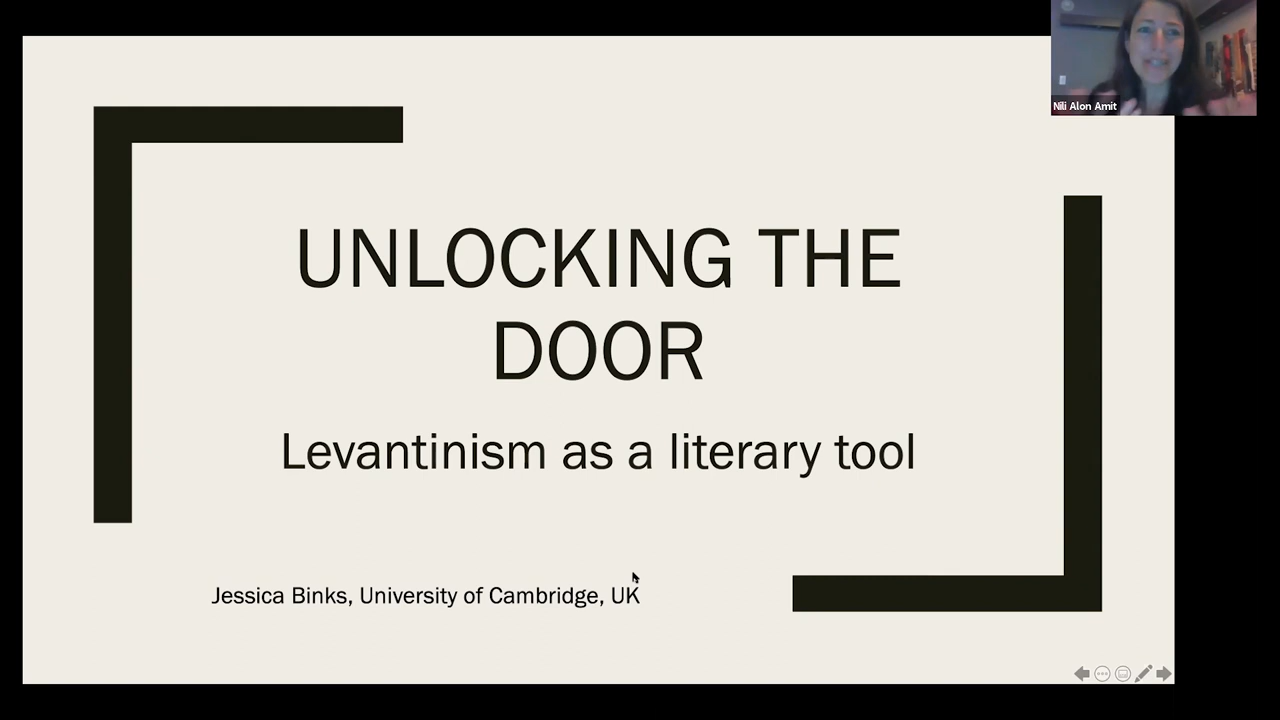 Nili Alon Amit
UNLOCKING THE
DOOR
Levantinism as a literary tool
Jessica Binks, University of Cambridge, UK